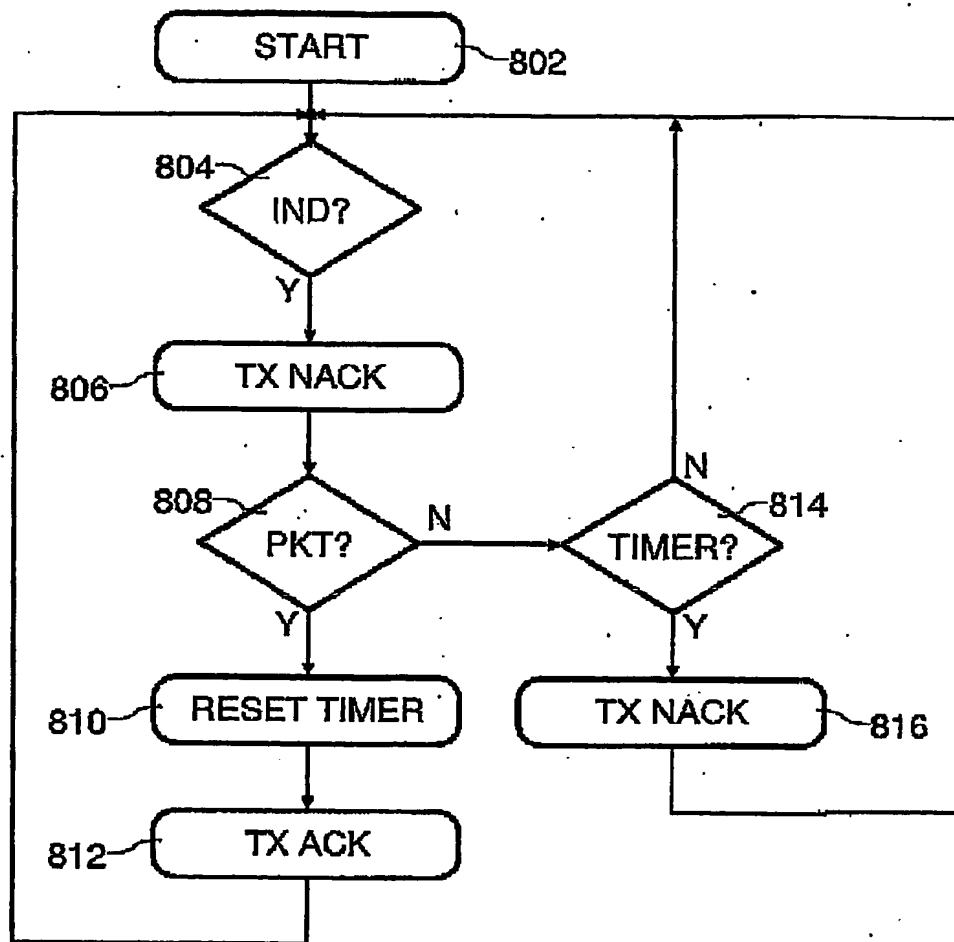 START
802
804
IND?
Y
806
TX NACK
808
PKT?
N
TIMER?
N
814
Y
Y
810
RESET TIMER
TX NACK
816
812
TX ACK